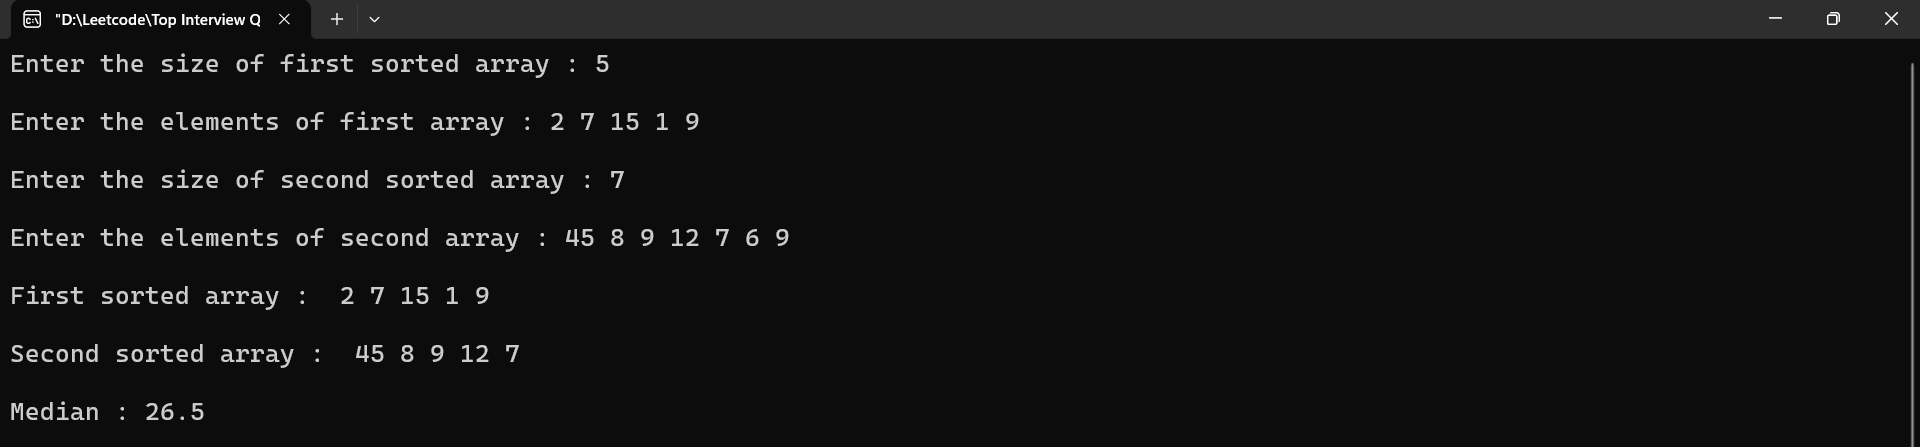 "D:\Leetcode\Top Interview Q
Enter the size of first sorted array : 5
Enter the elements of first array : 2 7 15 1 9
Enter the size of second sorted array : 7
Enter the elements of second array : 45 8 9 12 7 6 9
First sorted array :  2 7 15 1 9
Second sorted array :  45 8 9 12 7
Median : 26.5